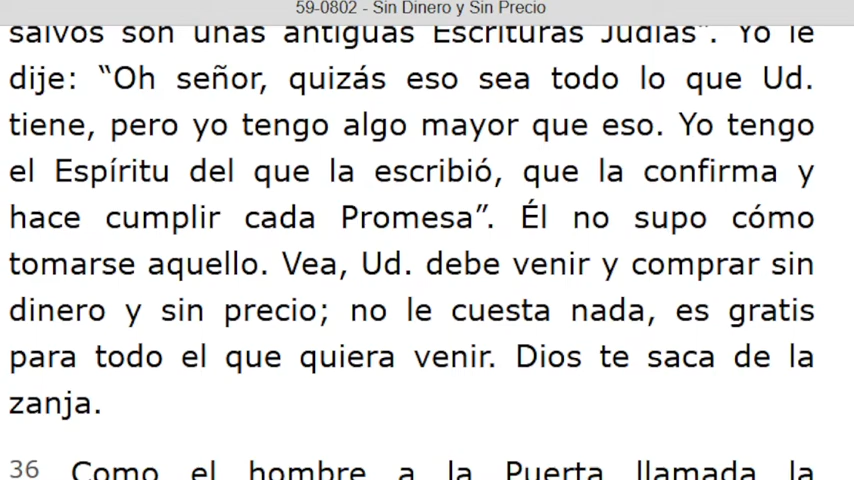 59-0802 - Sin Dinero y Sin Precio
salvos son unas antiguas Escrituras Judías”. Yo le
dije: “Oh señor, quizás eso sea todo lo que Ud.
tiene, pero yo tengo algo mayor que eso. Yo tengo
el Espíritu del que la escribió, que la confirma y
hace cumplir cada Promesa”. Él no supo cómo
tomarse aquello. Vea, Ud. debe venir y comprar sin
dinero y sin precio; no le cuesta nada, es gratis
para todo el que quiera venir. Dios te saca de la
zanja.
36 Como el hombre a la Puerta llamada la